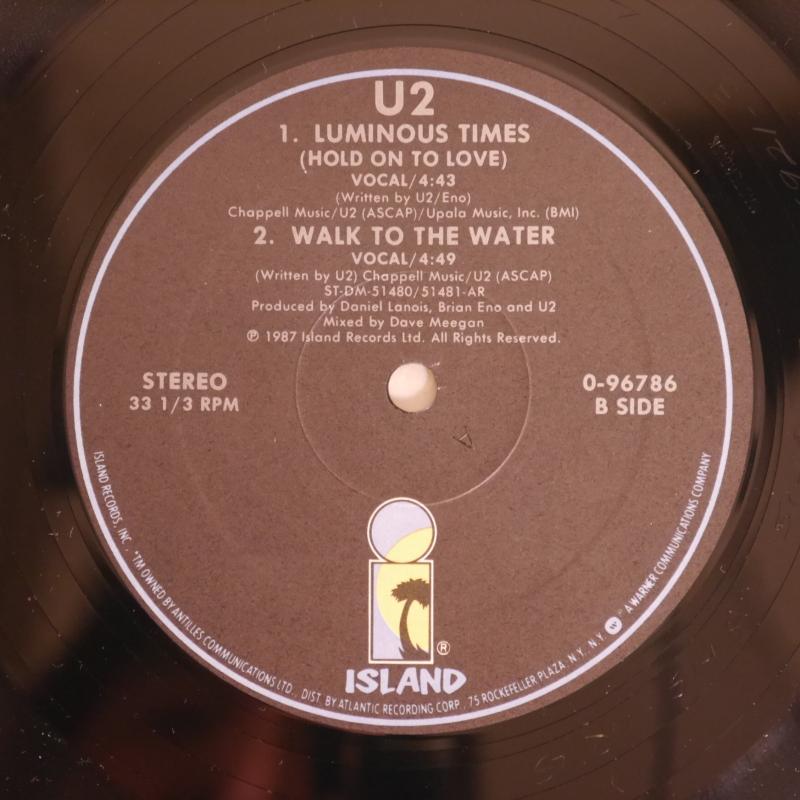 U2
1. LUMINOUS TIMES
(HOLD ON TO LOVE)
VOCAL/4:43
(Written by U2/Eno)
Chappell Music/U2 (ASCAP)/Upala Music, Inc. (BMI)
2. WALK TO THE WATER
VOCAL/4:49
(Written by U2) Chappell Music/U2 (ASCAP)
ST-DM-51480/51481-AR
Produced by Daniel Lanois, Brian Eno and U2
Mixed by Dave Meegan
℗ 1987 Island Records Ltd. All Rights Reserved.
STEREO
33 1/3 RPM
0-96786
B SIDE
®
ISLAND
ISLAND RECORDS, INC. *TM OWNED BY ANTILLES COMMUNICATIONS LTD., DIST. BY ATLANTIC RECORDING CORP., 75 ROCKEFELLER PLAZA, N.Y., N.Y. A WARNER COMMUNICATIONS COMPANY